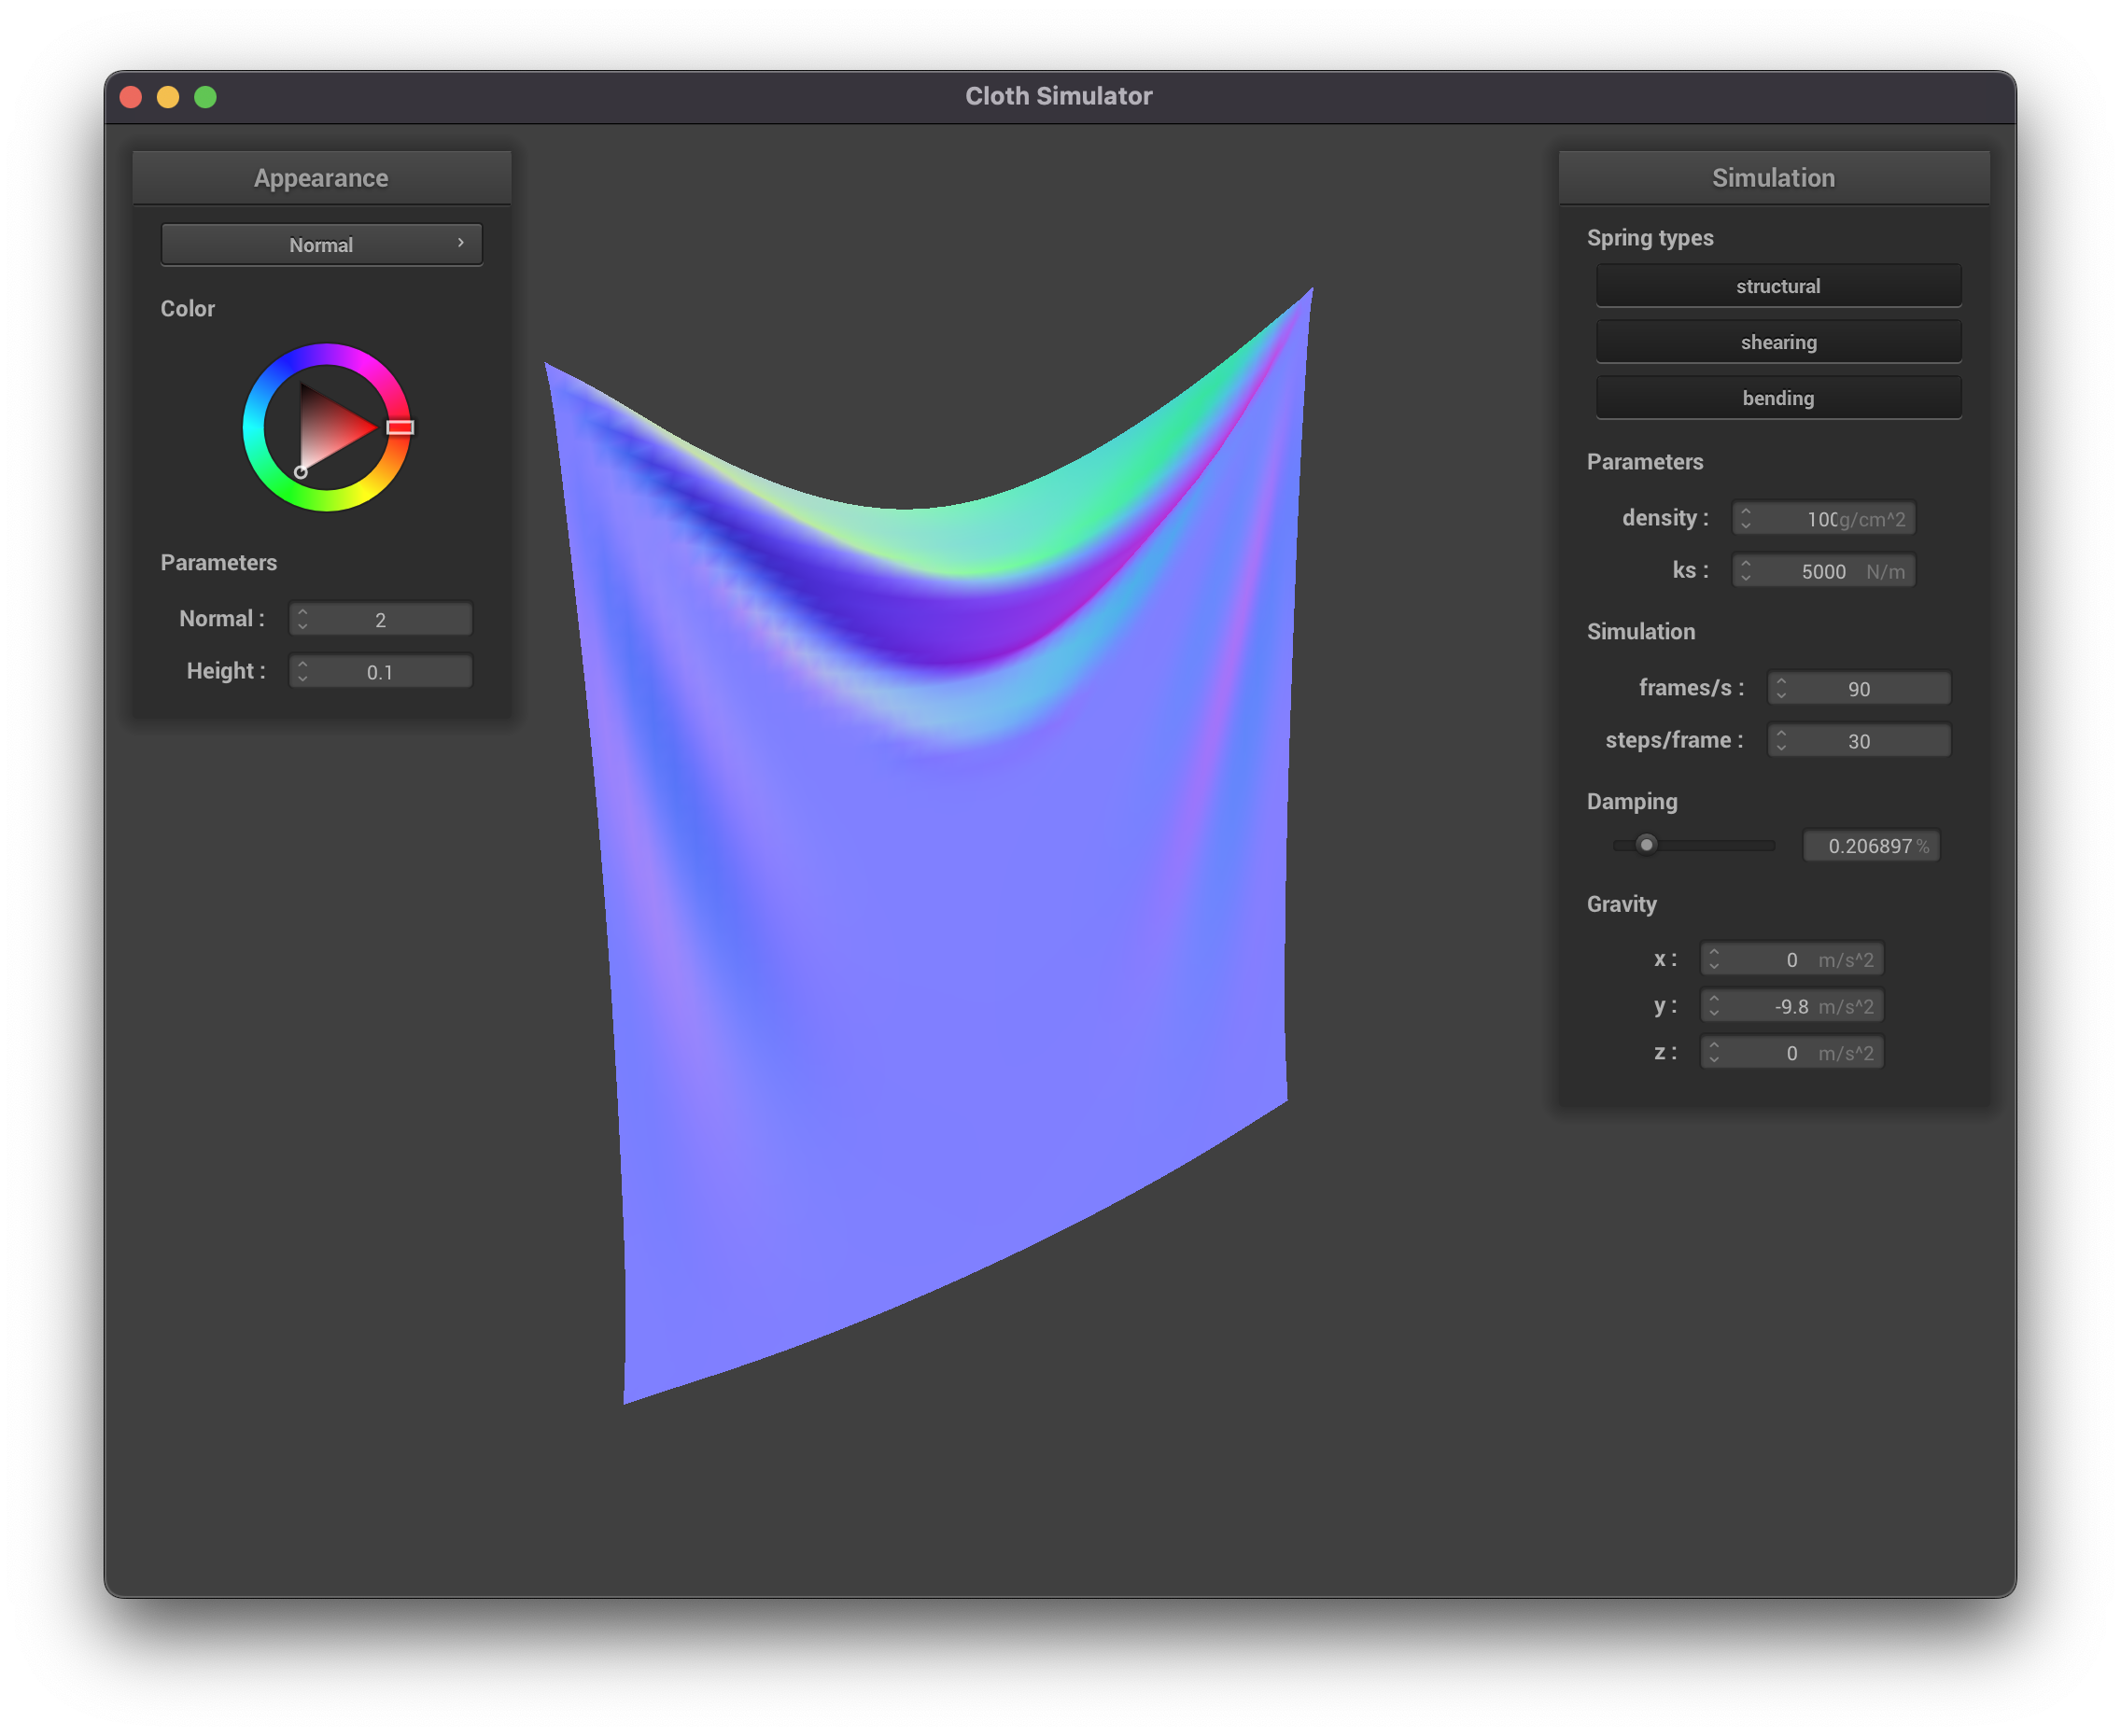 Cloth Simulator
Appearance
Normal
Color
Parameters
Normal : 2
Height : 0.1
Simulation
Spring types
structural
shearing
bending
Parameters
density : 100 g/cm^2
ks : 5000 N/m
Simulation
frames/s : 90
steps/frame : 30
Damping
0.206897 %
Gravity
x : 0 m/s^2
y : -9.8 m/s^2
z : 0 m/s^2